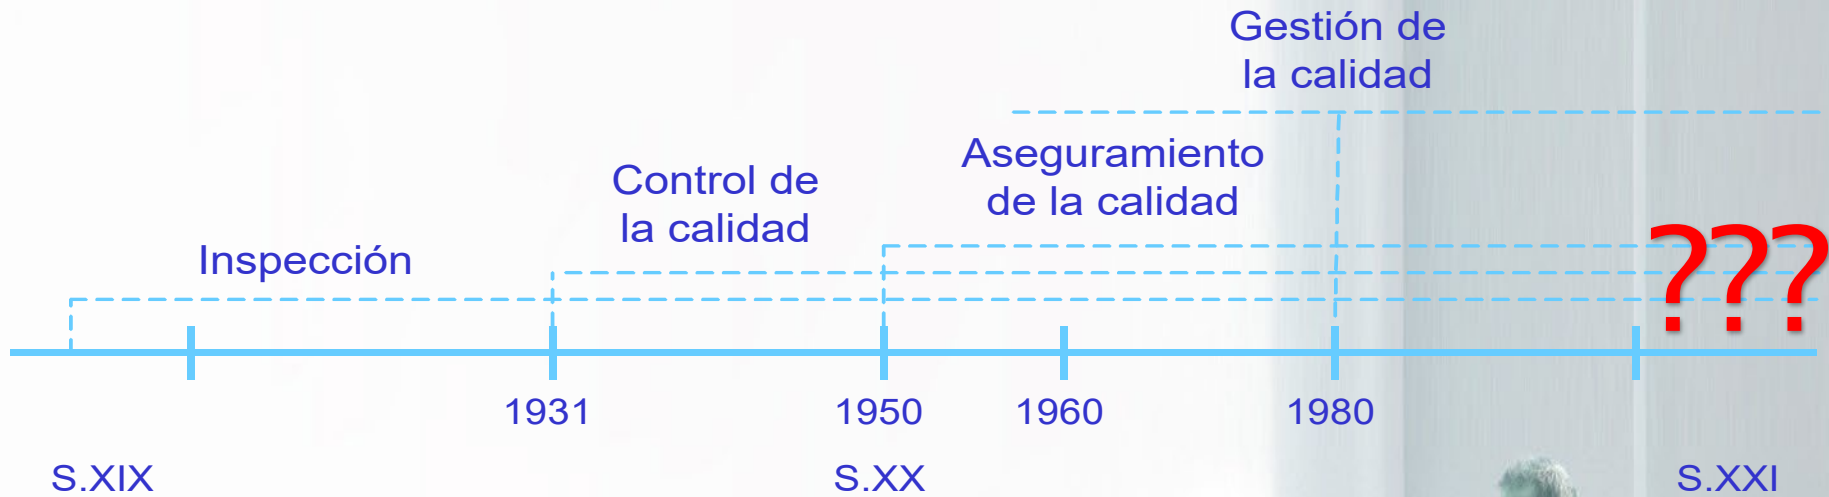 Gestión de
la calidad
Aseguramiento
de la calidad
Control de
la calidad
Inspección
???
1931
1950
1960
1980
S.XIX
S.XX
S.XXI